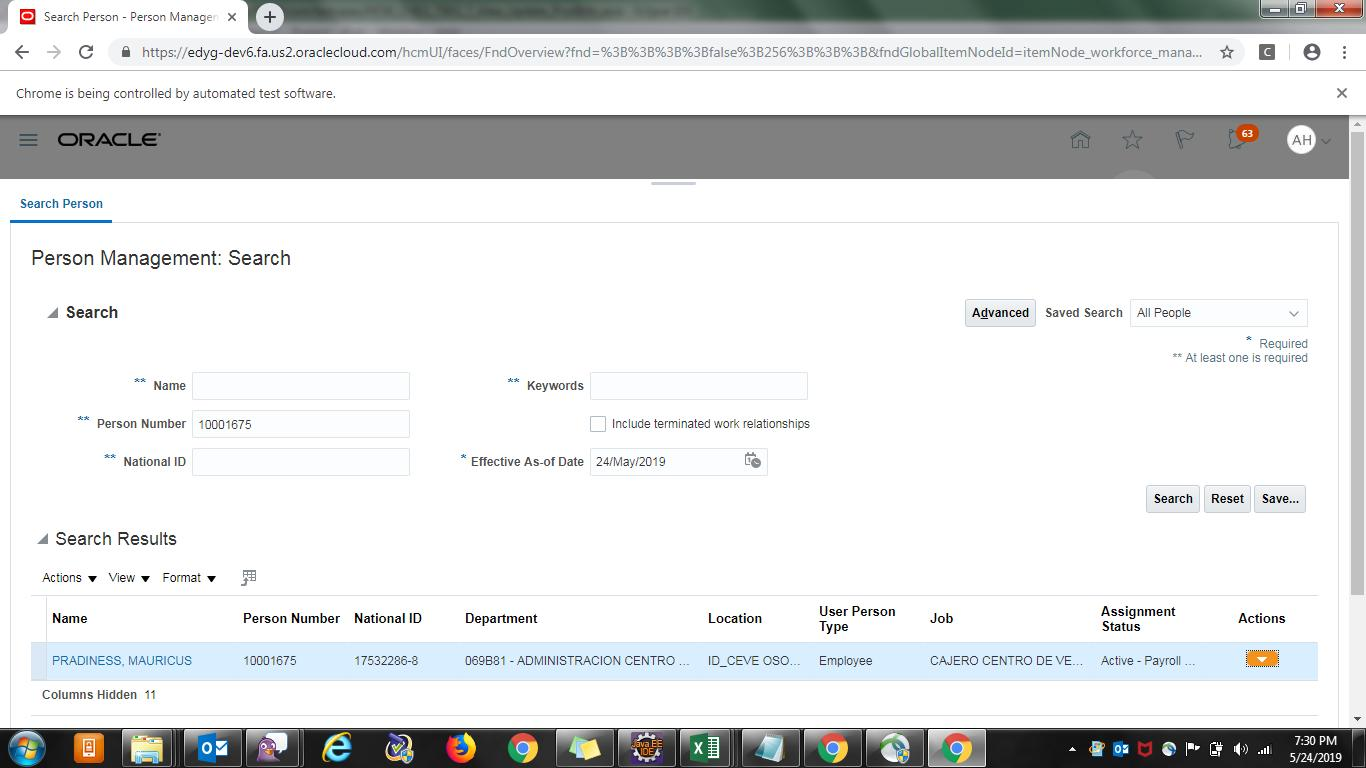 Search Person - Person Managem
https://edyg-dev6.fa.us2.oraclecloud.com/hcmUI/faces/FndOverview?fnd=%3B%3B%3B%3Bfalse%3B256%3B%3B%3B&fndGlobalItemNodeId=itemNode_workforce_mana...
C
Chrome is being controlled by automated test software.
ORACLE
63
AH
Search Person
Person Management: Search
Search
Advanced
Saved Search
All People
* Required
** At least one is required
** Name
** Keywords
** Person Number
10001675
Include terminated work relationships
** National ID
* Effective As-of Date
24/May/2019
Search
Reset
Save...
Search Results
Actions
View
Format
Name
Person Number
National ID
Department
Location
User Person
Type
Job
Assignment
Status
Actions
PRADINESS, MAURICUS
10001675
17532286-8
069B81 - ADMINISTRACION CENTRO ...
ID_CEVE OSO...
Employee
CAJERO CENTRO DE VE...
Active - Payroll ...
Columns Hidden 11
Java EE
IDE
7:30 PM
5/24/2019